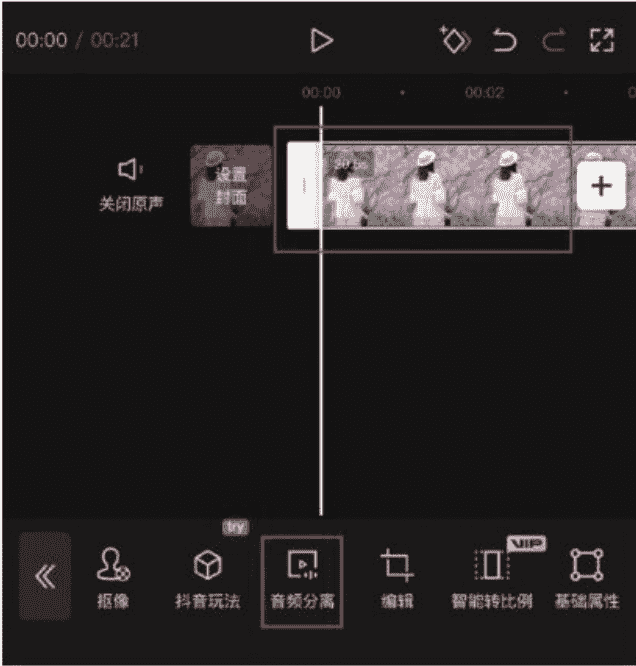 00:00 / 00:21
00:00
00:02
关闭原声
设置
封面
try
VIP
抠像
抖音玩法
音频分离
编辑
智能转比例
基础属性